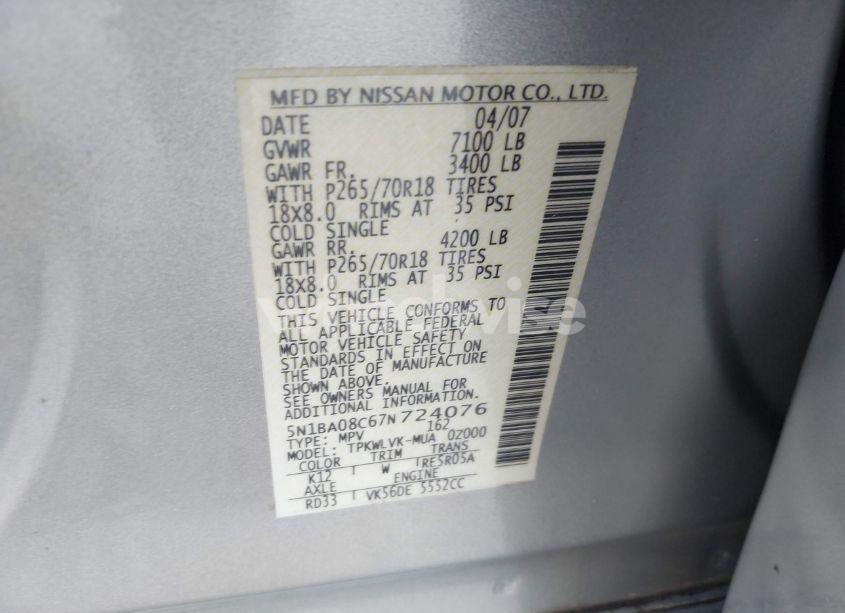 MFD BY NISSAN MOTOR CO., LTD.
DATE 04/07
GVWR 7100 LB
GAWR FR. 3400 LB
WITH P265/70R18 TIRES
18x8.0 RIMS AT 35 PSI
COLD SINGLE
GAWR RR. 4200 LB
WITH P265/70R18 TIRES
18x8.0 RIMS AT 35 PSI
COLD SINGLE
THIS VEHICLE CONFORMS TO
ALL APPLICABLE FEDERAL
MOTOR VEHICLE SAFETY
STANDARDS IN EFFECT ON
THE DATE OF MANUFACTURE
SHOWN ABOVE.
SEE OWNERS MANUAL FOR
ADDITIONAL INFORMATION.
5N1BA08C67N724076
TYPE: MPV 162
MODEL: TPKWLVK-MUA 0Z000
COLOR TRIM TRANS
K12 W RE5R05A
AXLE ENGINE
RD33 VK56DE 5552CC